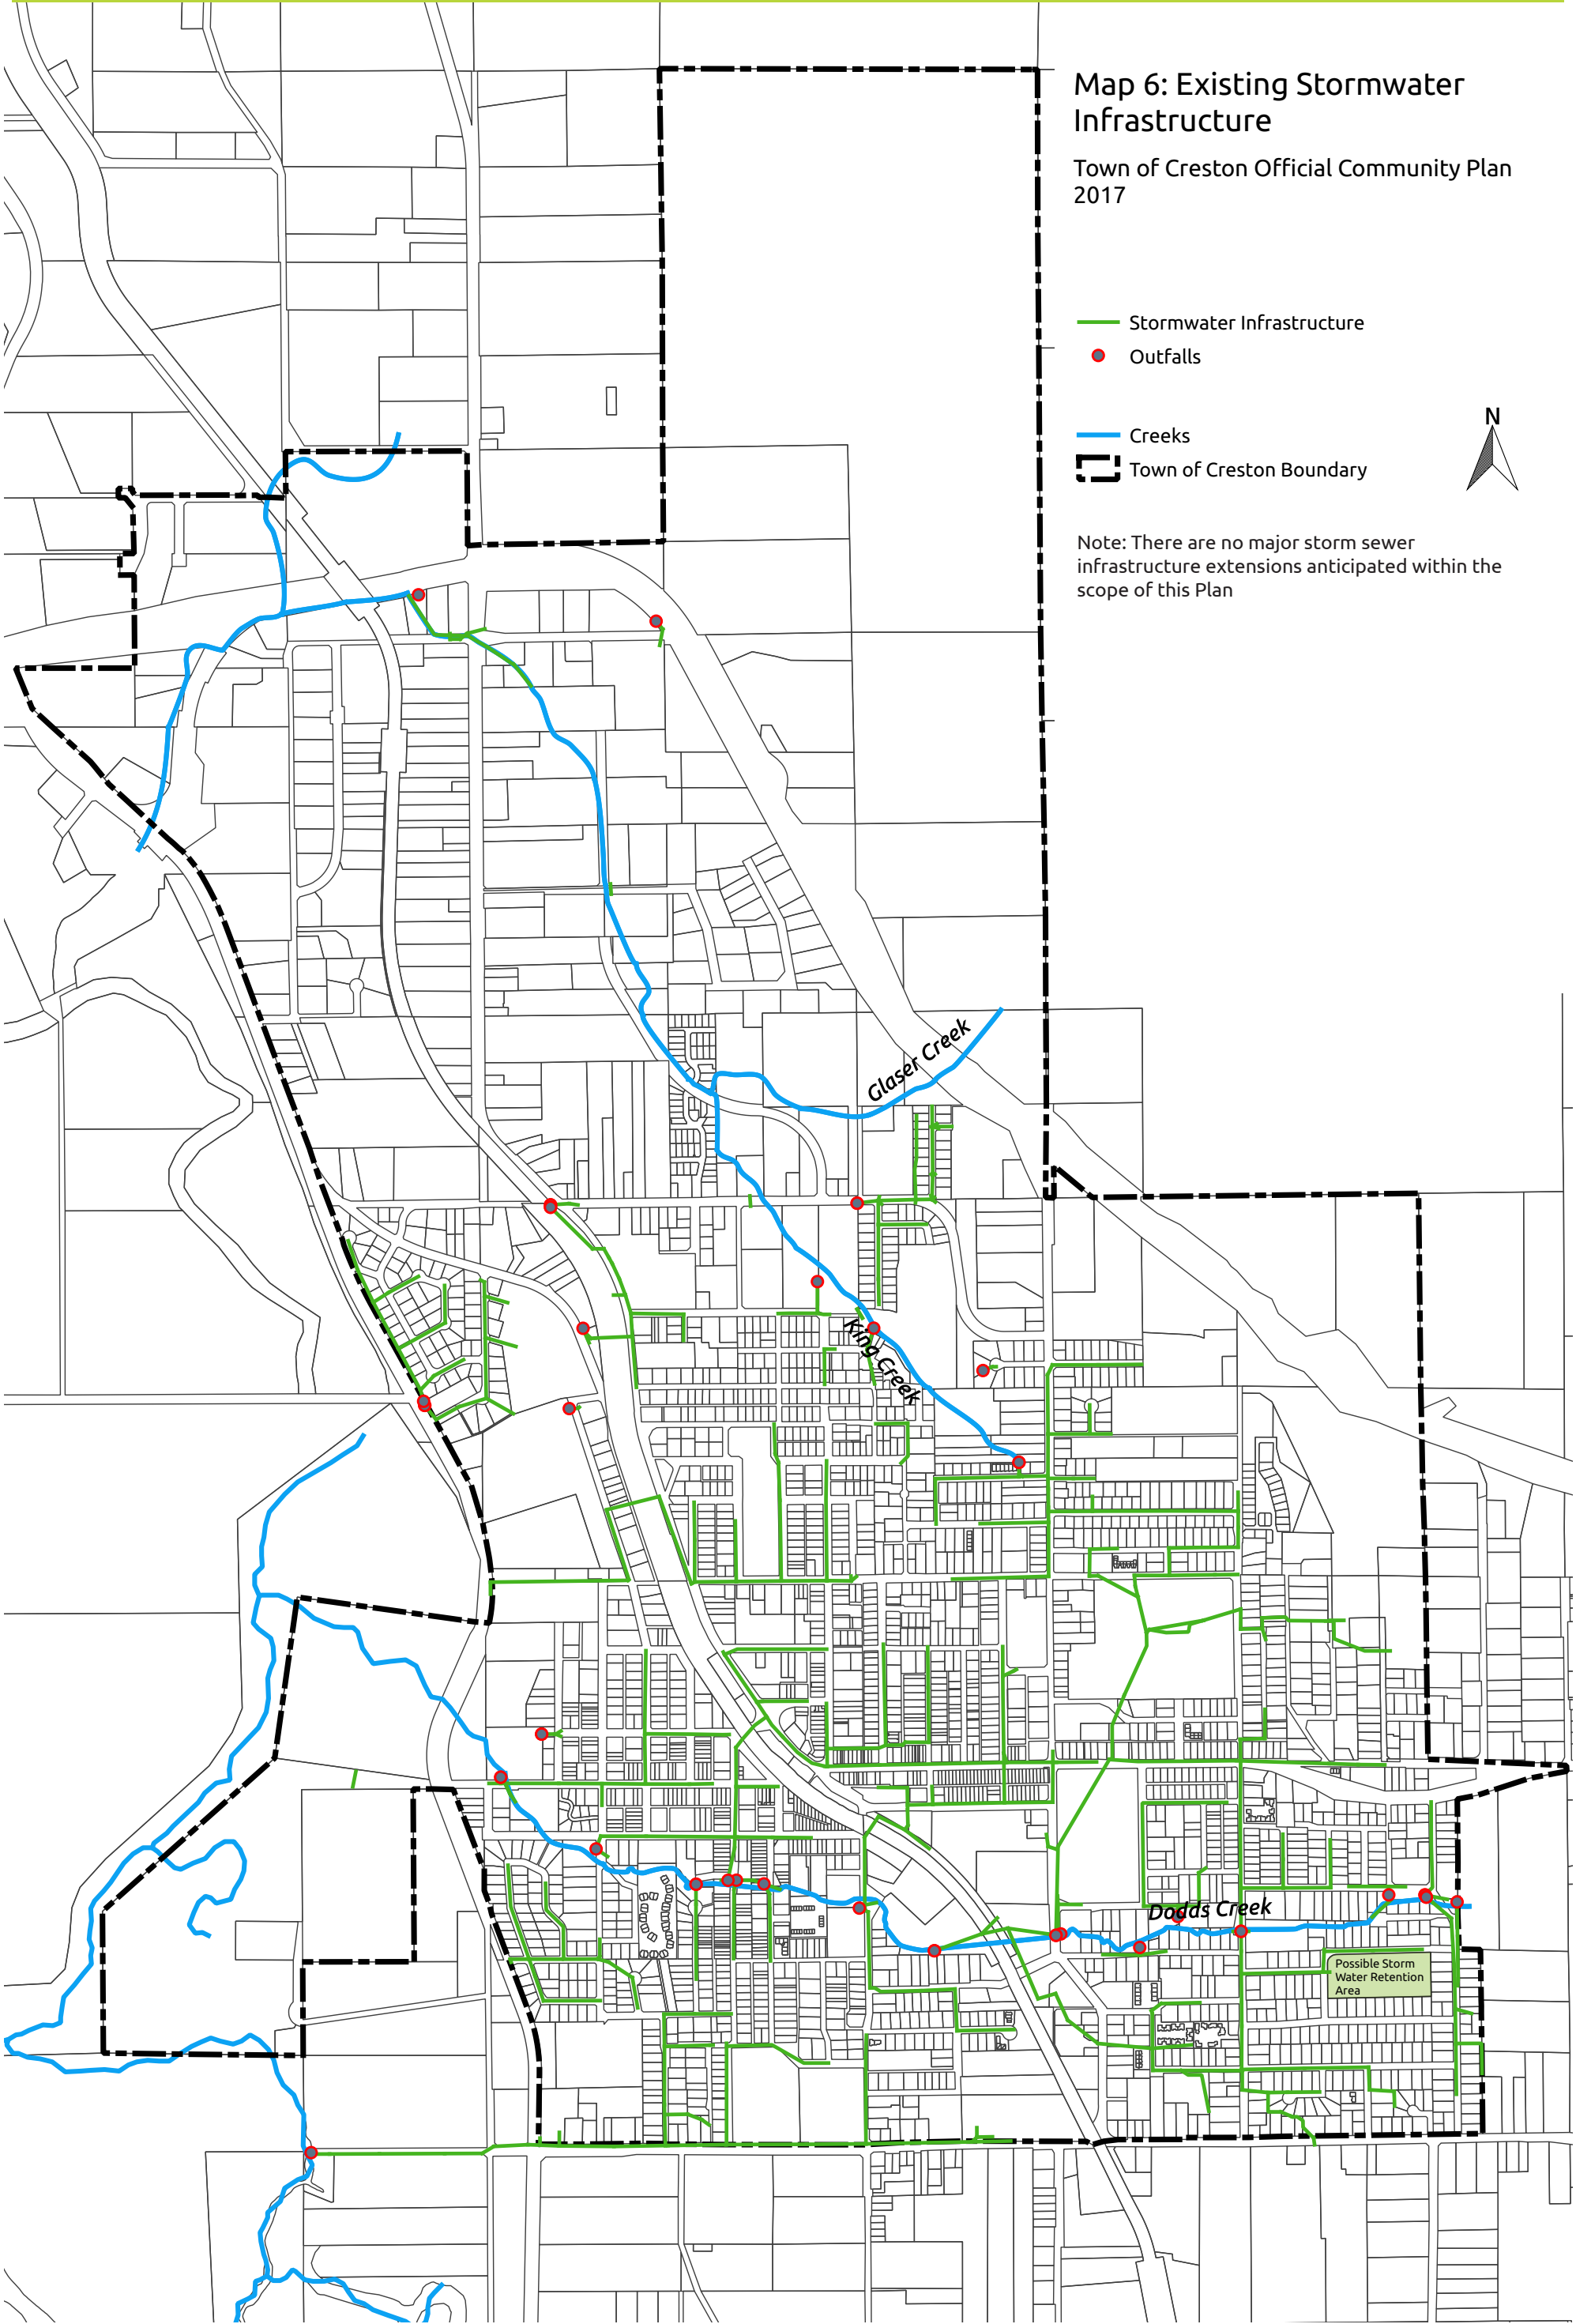 Map 6: Existing Stormwater
Infrastructure
Town of Creston Official Community Plan
2017
Stormwater Infrastructure
Outfalls
N
Creeks
Town of Creston Boundary
Note: There are no major storm sewer
infrastructure extensions anticipated within the
scope of this Plan
Glaser Creek
King Creek
Dodds Creek
Possible Storm
Water Retention
Area